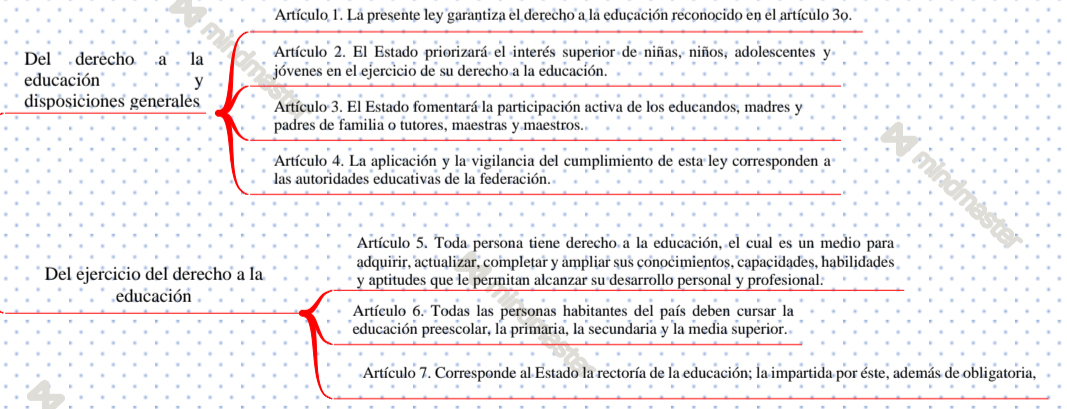 Artículo 1. La presente ley garantiza el derecho a la educación reconocido en el artículo 3o.
Del derecho a la
educación y
disposiciones generales
Artículo 2. El Estado priorizará el interés superior de niñas, niños, adolescentes y
jóvenes en el ejercicio de su derecho a la educación.
Artículo 3. El Estado fomentará la participación activa de los educandos, madres y
padres de familia o tutores, maestras y maestros.
Artículo 4. La aplicación y la vigilancia del cumplimiento de esta ley corresponden a
las autoridades educativas de la federación.
Del ejercicio del derecho a la
educación
Artículo 5. Toda persona tiene derecho a la educación, el cual es un medio para
adquirir, actualizar, completar y ampliar sus conocimientos, capacidades, habilidades
y aptitudes que le permitan alcanzar su desarrollo personal y profesional.
Artículo 6. Todas las personas habitantes del país deben cursar la
educación preescolar, la primaria, la secundaria y la media superior.
Artículo 7. Corresponde al Estado la rectoría de la educación; la impartida por éste, además de obligatoria,
mindmaster
mindmaster
mindmaster